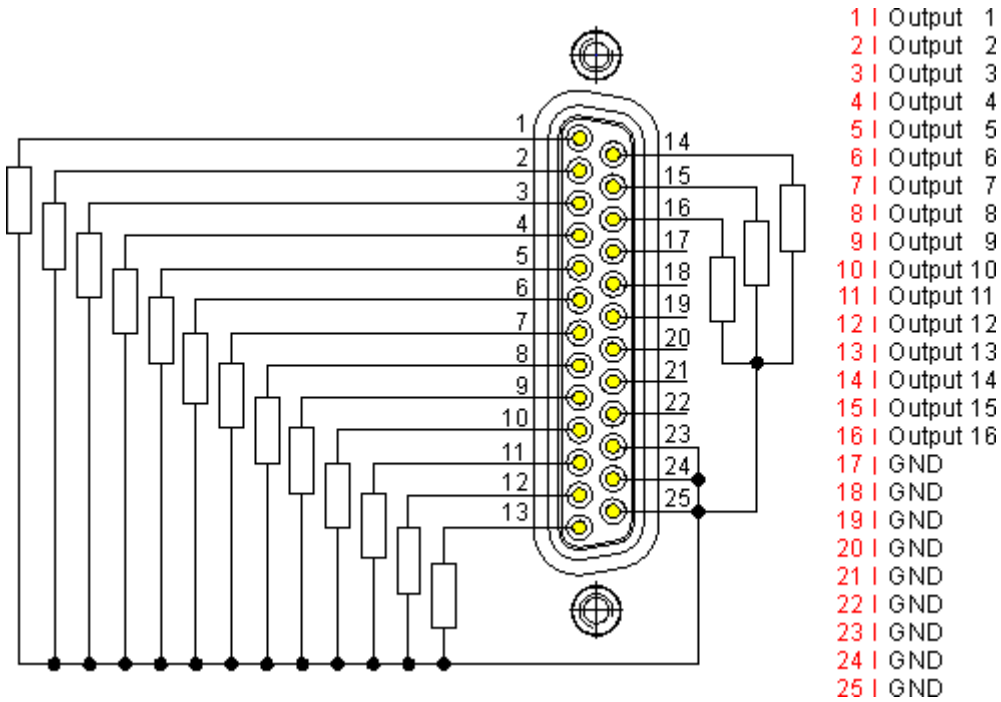 1
2
3
4
5
6
7
8
9
10
11
12
13
14
15
16
17
18
19
20
21
22
23
24
25
1 | Output 1
2 | Output 2
3 | Output 3
4 | Output 4
5 | Output 5
6 | Output 6
7 | Output 7
8 | Output 8
9 | Output 9
10 | Output 10
11 | Output 11
12 | Output 12
13 | Output 13
14 | Output 14
15 | Output 15
16 | Output 16
17 | GND
18 | GND
19 | GND
20 | GND
21 | GND
22 | GND
23 | GND
24 | GND
25 | GND